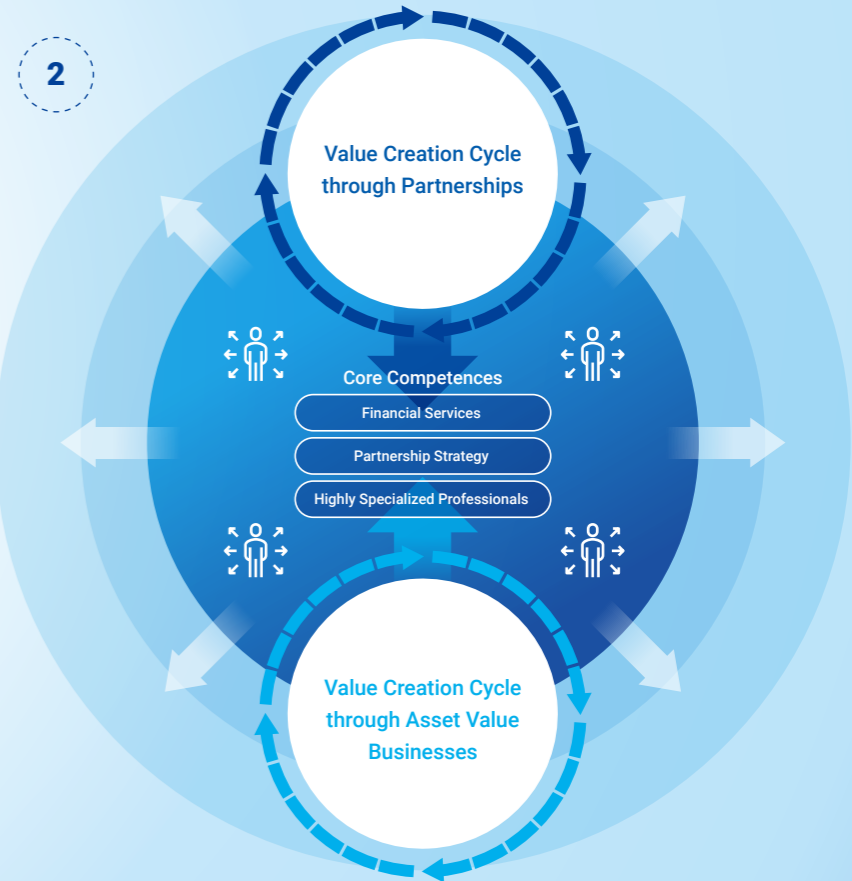 2
Value Creation Cycle
through Partnerships
Core Competences
Financial Services
Partnership Strategy
Highly Specialized Professionals
Value Creation Cycle
through Asset Value
Businesses